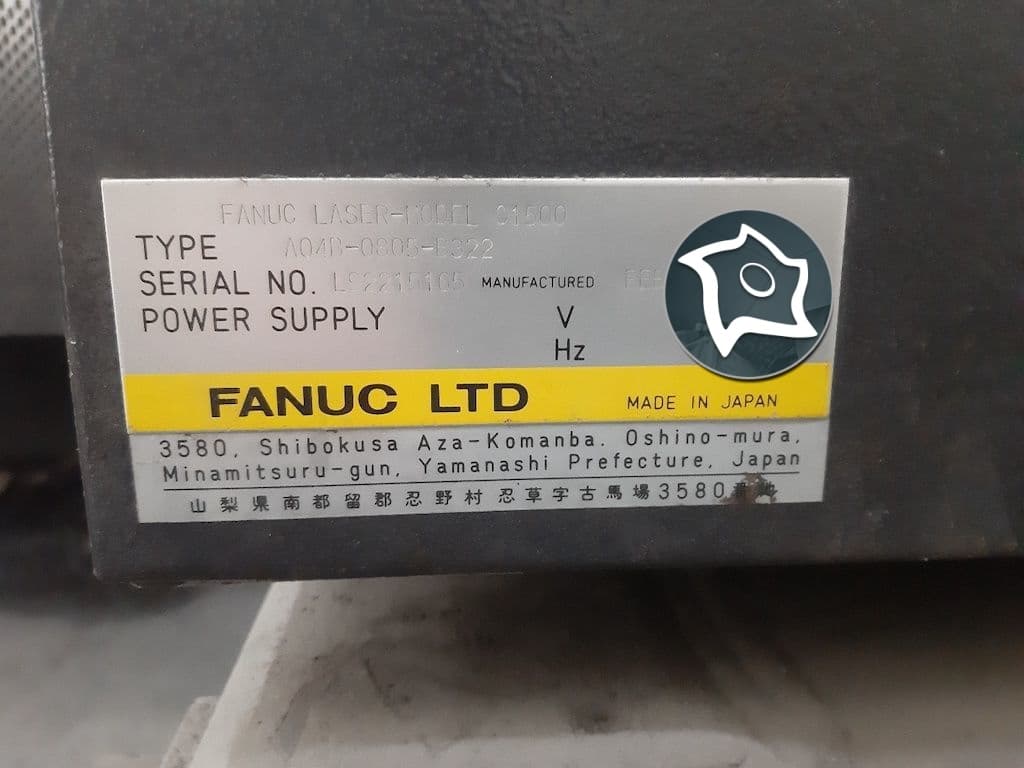 FANUC LASER-MODEL C1500
TYPE A04B-0805-B322
SERIAL NO. MANUFACTURED
POWER SUPPLY V
Hz
FANUC LTD MADE IN JAPAN
3580, Shibokusa Aza-Komanba. Oshino-mura,
Minamitsuru-gun, Yamanashi Prefecture, Japan
山梨県南都留郡忍野村忍草字古馬場3580